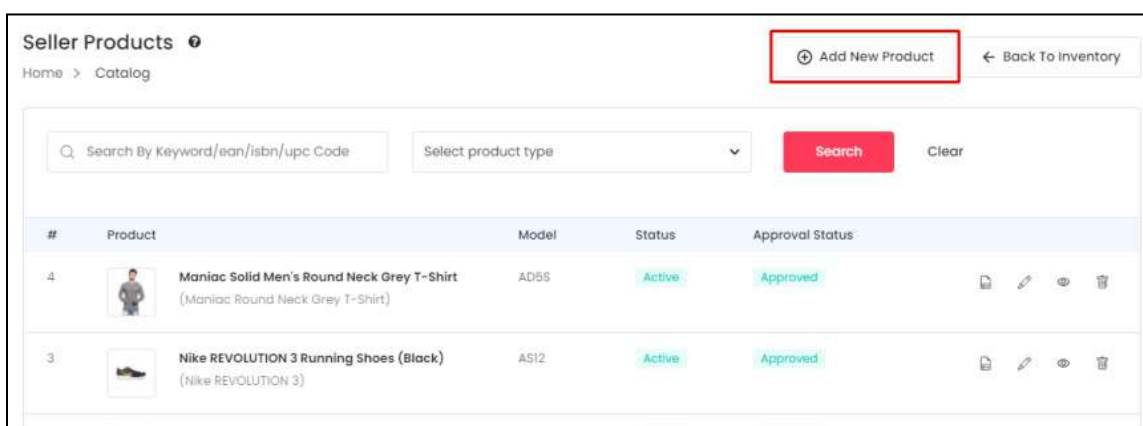 Seller Products
Home > Catalog
Add New Product
← Back To Inventory
Search By Keyword/ean/isbn/upc Code
Select product type
Search
Clear
# Product Model Status Approval Status
4 Maniac Solid Men's Round Neck Grey T-Shirt AD5S Active Approved
(Maniac Round Neck Grey T-Shirt)
3 Nike REVOLUTION 3 Running Shoes (Black) AS12 Active Approved
(Nike REVOLUTION 3)